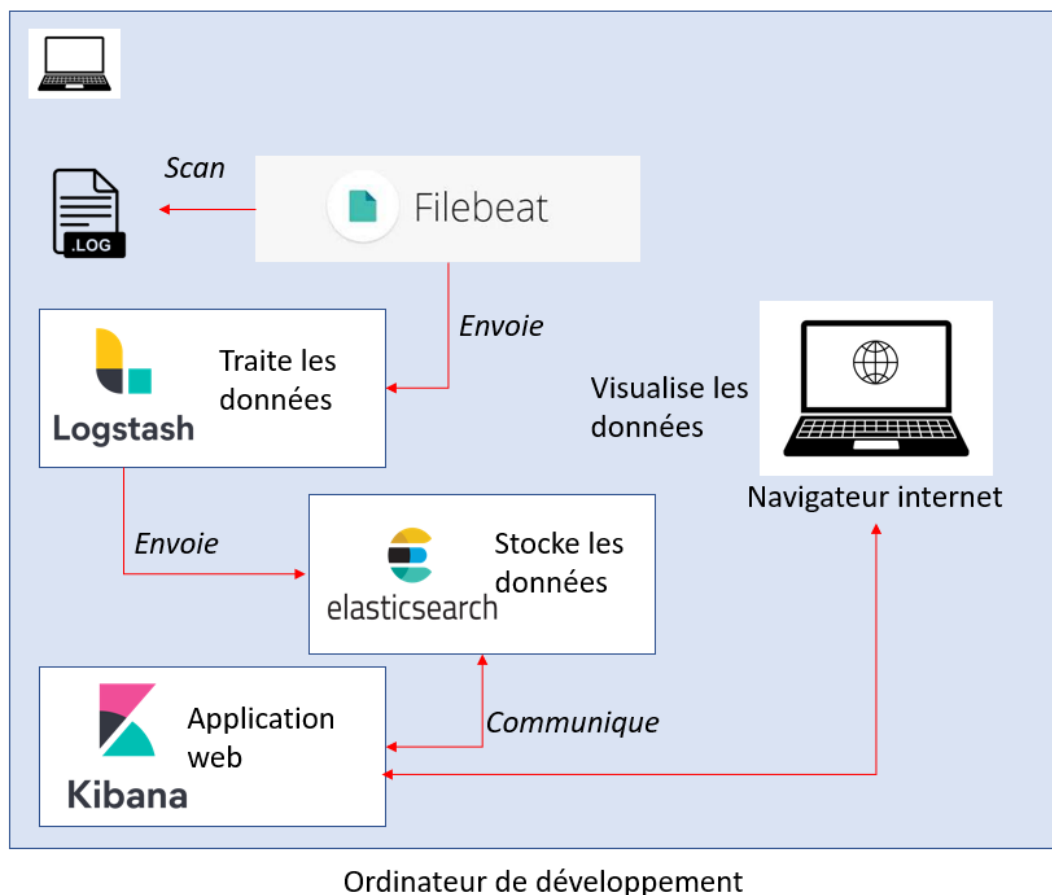 Scan
Filebeat
.LOG
Envoie
Traite les
données
Logstash
Visualise les
données
Navigateur internet
Envoie
Stocke les
données
elasticsearch
Application
web
Communique
Kibana
Ordinateur de développement